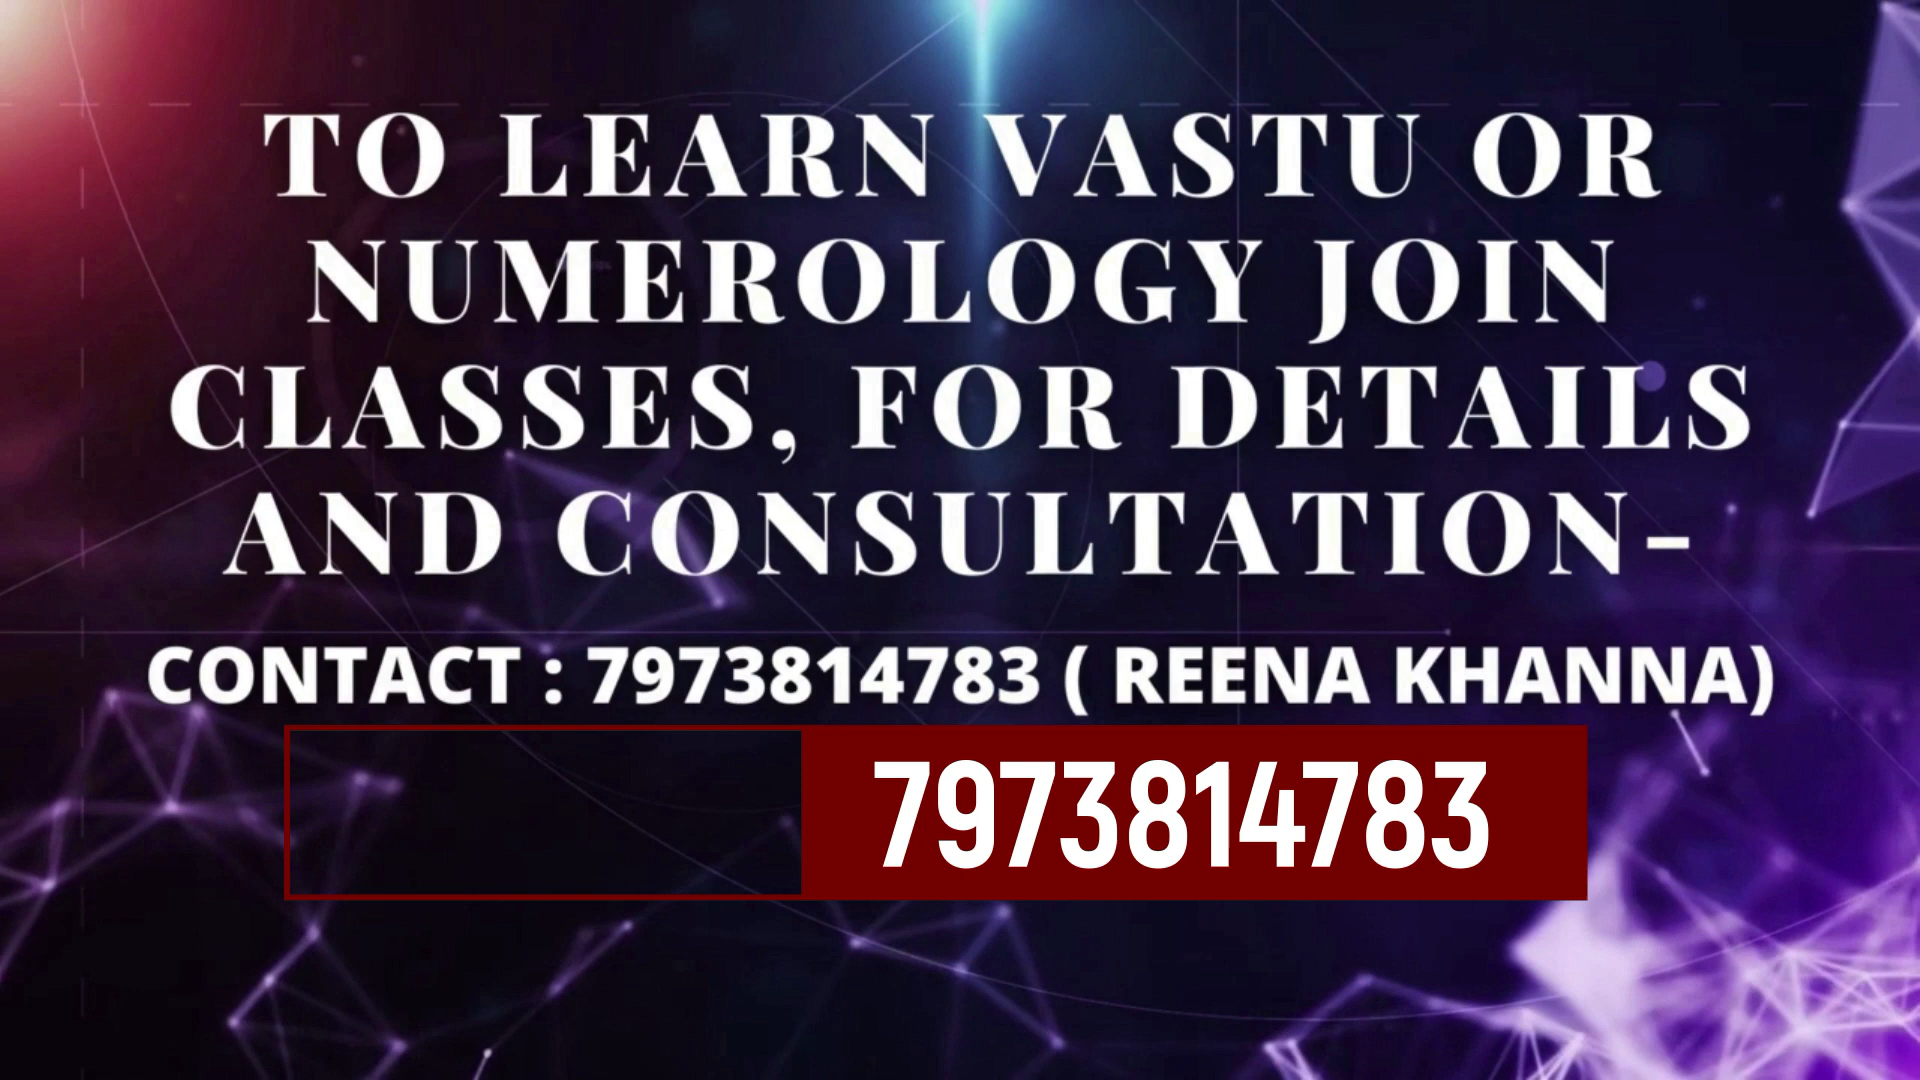 TO LEARN VASTU OR
NUMEROLOGY JOIN
CLASSES, FOR DETAILS
AND CONSULTATION-
CONTACT : 7973814783 ( REENA KHANNA)
7973814783